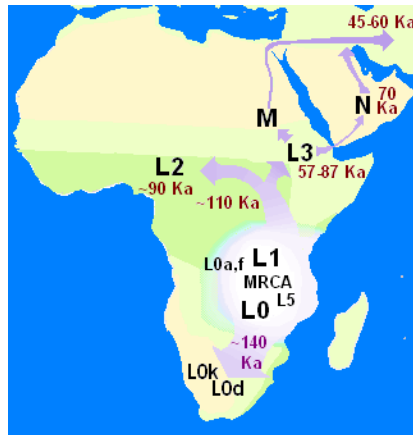 45-60 Ka
M
N
70
Ka
L3
L2
57-87 Ka
~90 Ka
~110 Ka
L0a,f
L1
MRCA
L5
L0
~140
Ka
L0k
L0d